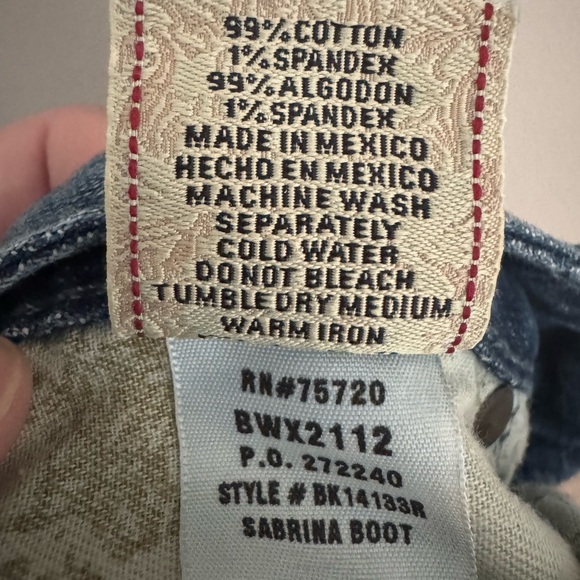 99% COTTON
1% SPANDEX
99% ALGODON
1% SPANDEX
MADE IN MEXICO
HECHO EN MEXICO
MACHINE WASH
SEPARATELY
COLD WATER
DO NOT BLEACH
TUMBLE DRY MEDIUM
WARM IRON
RN#75720
BWX2112
P.O. 272240
STYLE # BK14133R
SABRINA BOOT